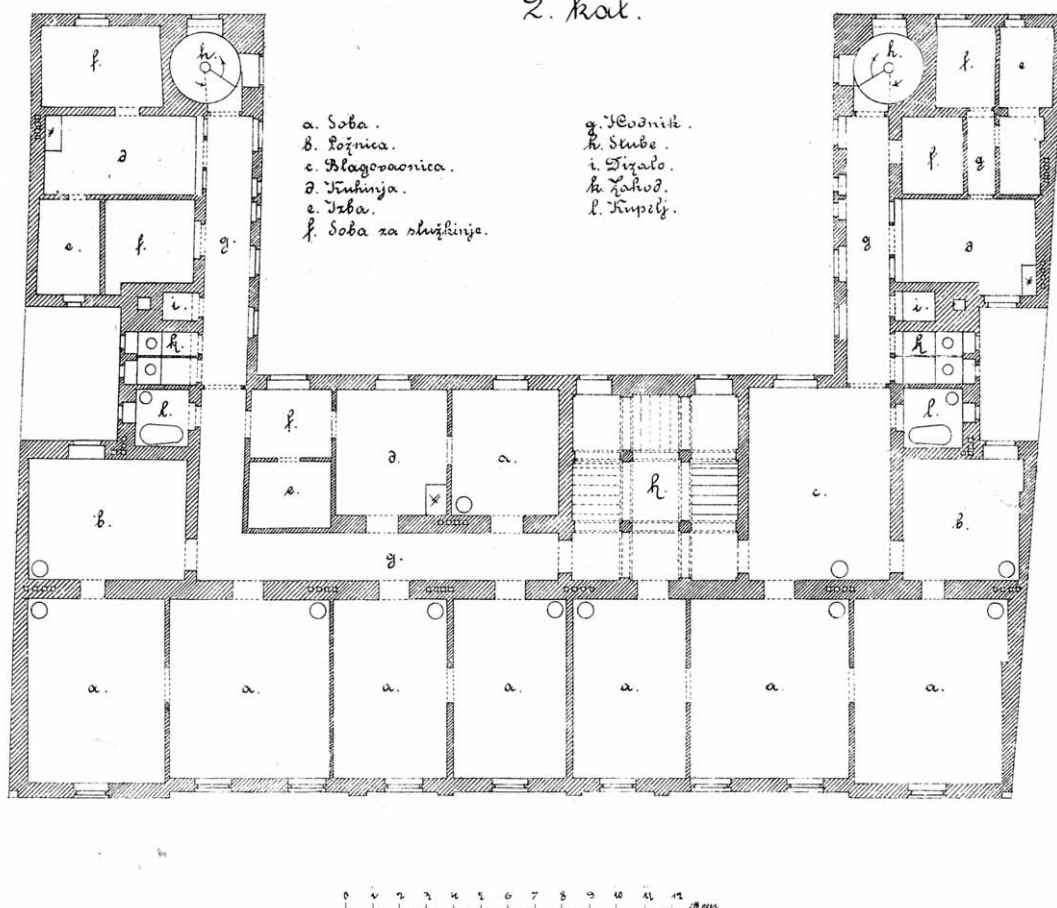 2. kat.
a. Soba.
b. Ložnica.
c. Blagovaonica.
d. Kuhinja.
e. Izba.
f. Soba za služkinje.
g. Hodnik.
h. Stube.
i. Dizalo.
k. Zahod.
l. Kupelj.
f. h. h. f. e
d f. g
e. f. g. g d
i. i.
k. k
l. f. l.
d. a. c.
b. e. h. b.
g.
a. a. a. a. a. a. a.
0 1 2 3 4 5 6 7 8 9 10 11 12